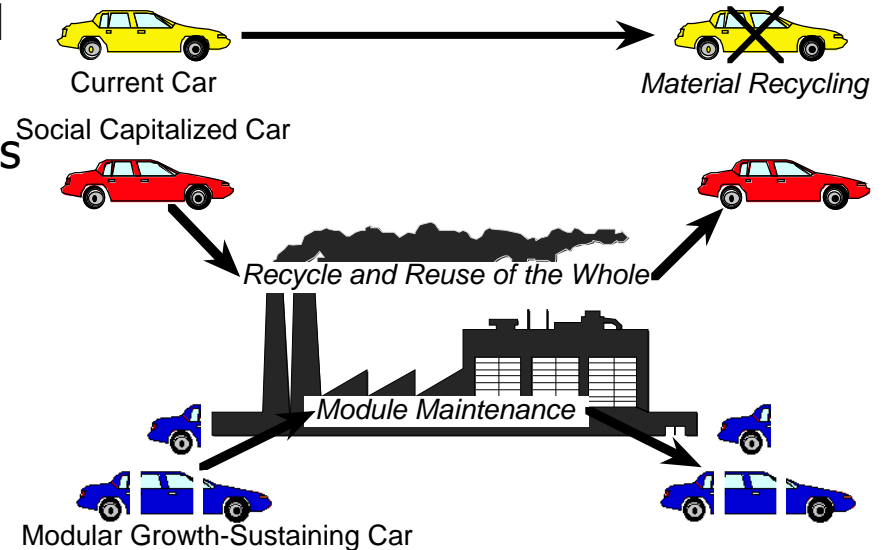 Current Car
Material Recycling
Social Capitalized Car
s
Recycle and Reuse of the Whole
Module Maintenance
Modular Growth-Sustaining Car